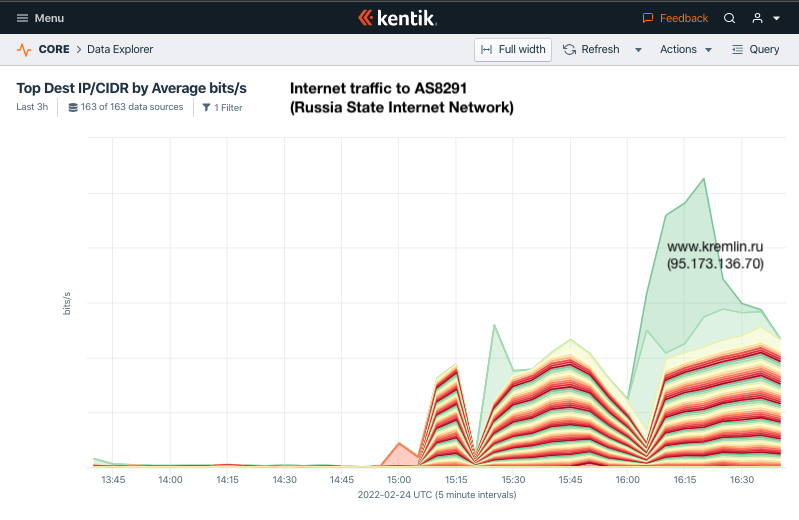 Menu
kentik
Feedback
CORE > Data Explorer
Full width
Refresh
Actions
Query
Top Dest IP/CIDR by Average bits/s
Last 3h
163 of 163 data sources
1 Filter
Internet traffic to AS8291
(Russia State Internet Network)
www.kremlin.ru
(95.173.136.70)
bits/s
13:45 14:00 14:15 14:30 14:45 15:00 15:15 15:30 15:45 16:00 16:15 16:30
2022-02-24 UTC (5 minute intervals)